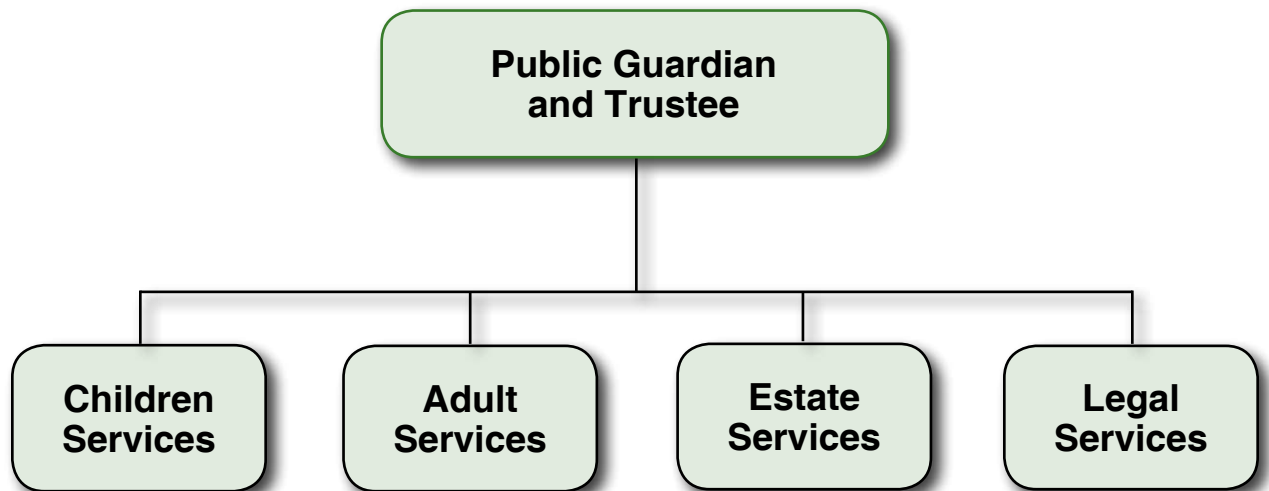 Public Guardian
and Trustee
Children
Services
Adult
Services
Estate
Services
Legal
Services